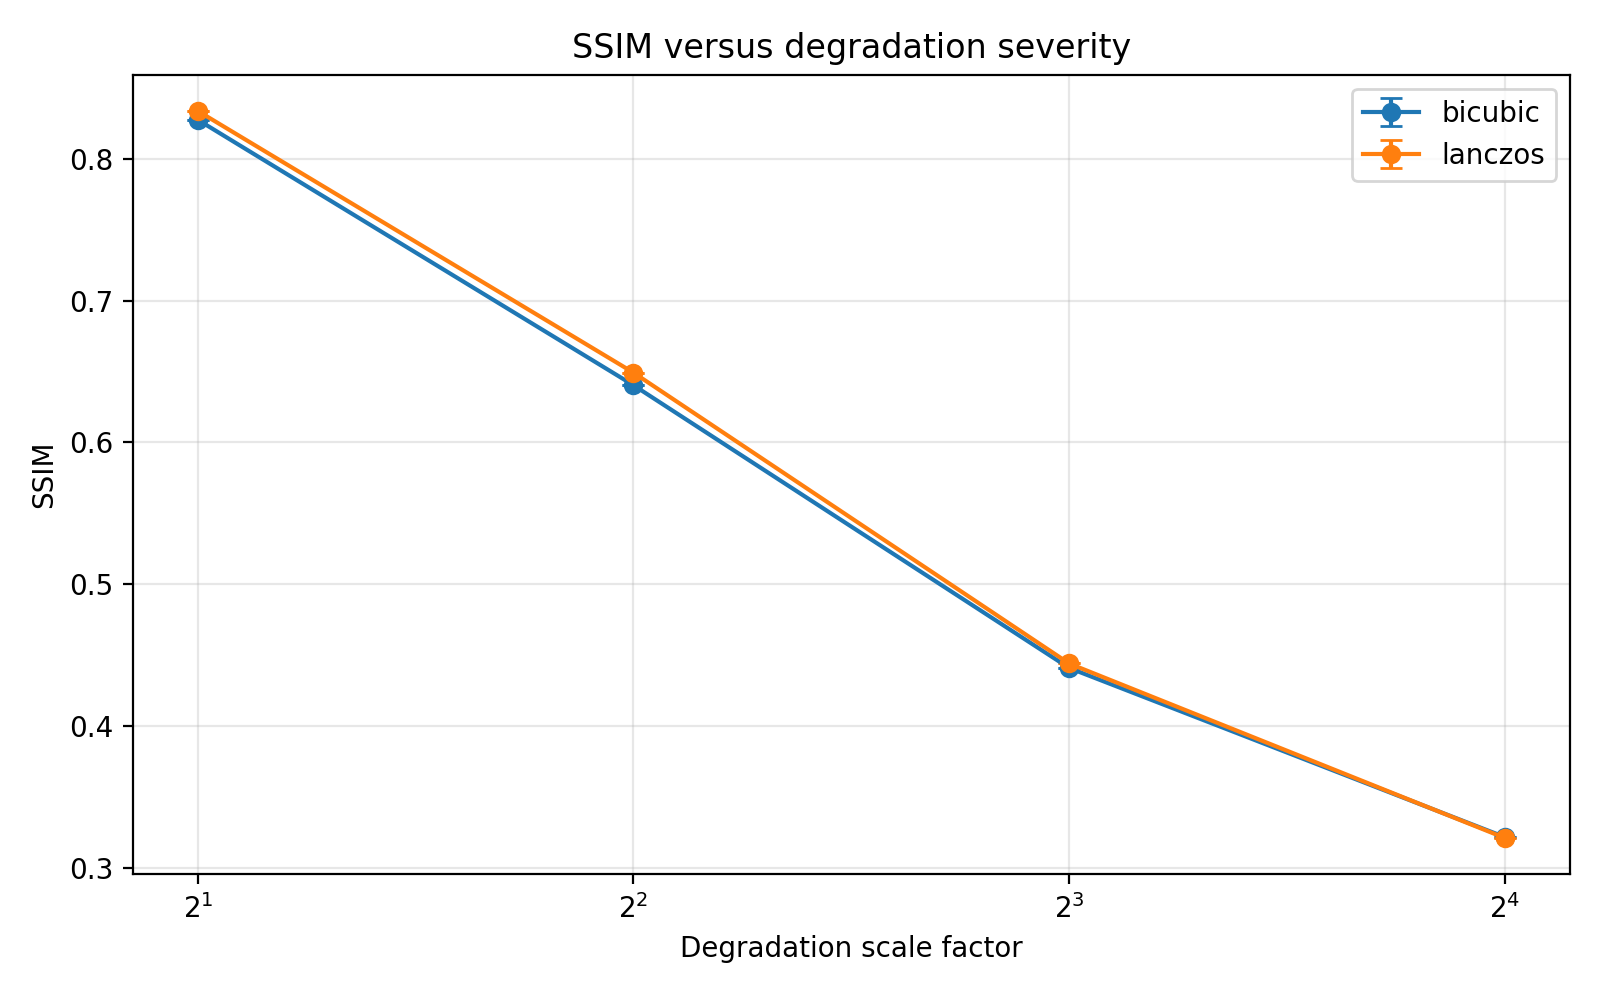 SSIM versus degradation severity
bicubic
lanczos
0.8
0.7
0.6
0.5
0.4
0.3
SSIM
2¹ 2² 2³ 2⁴
Degradation scale factor